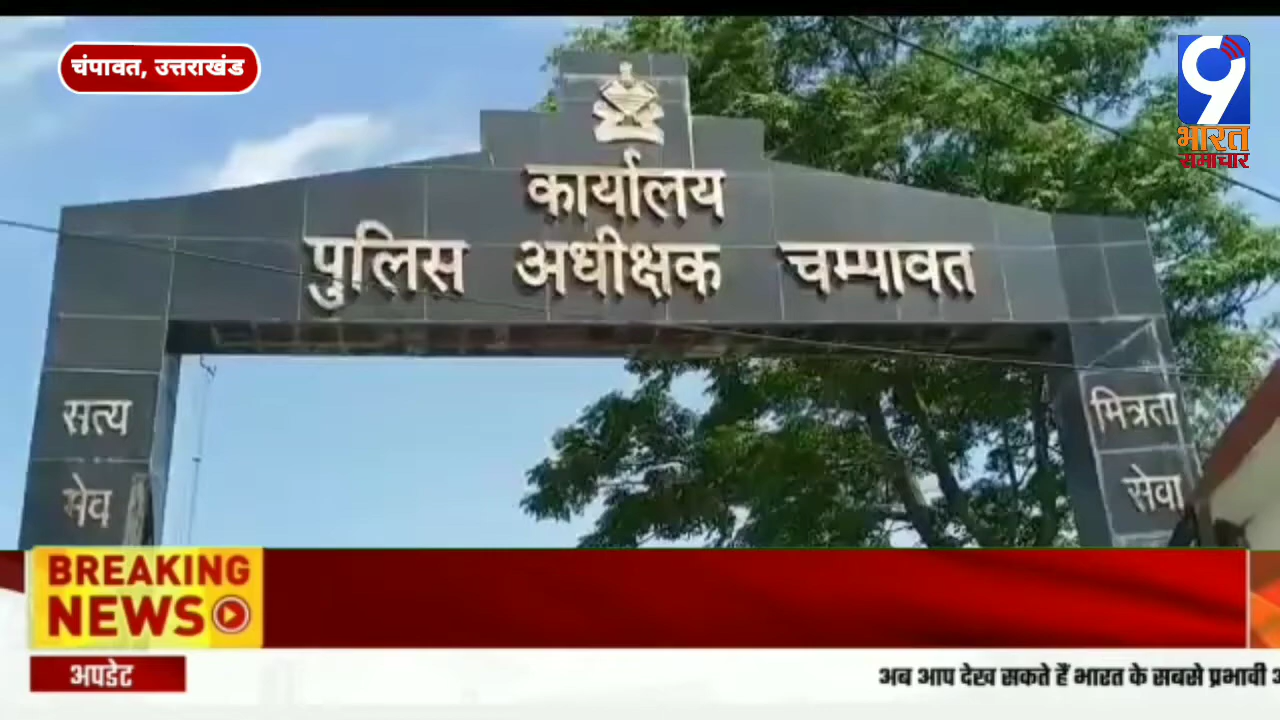 चंपावत, उत्तराखंड
9
भारत
समाचार
कार्यालय
पुलिस अधीक्षक चम्पावत
सत्य
मेव
मित्रता
सेवा
BREAKING
NEWS
अपडेट
अब आप देख सकते हैं भारत के सबसे प्रभावी